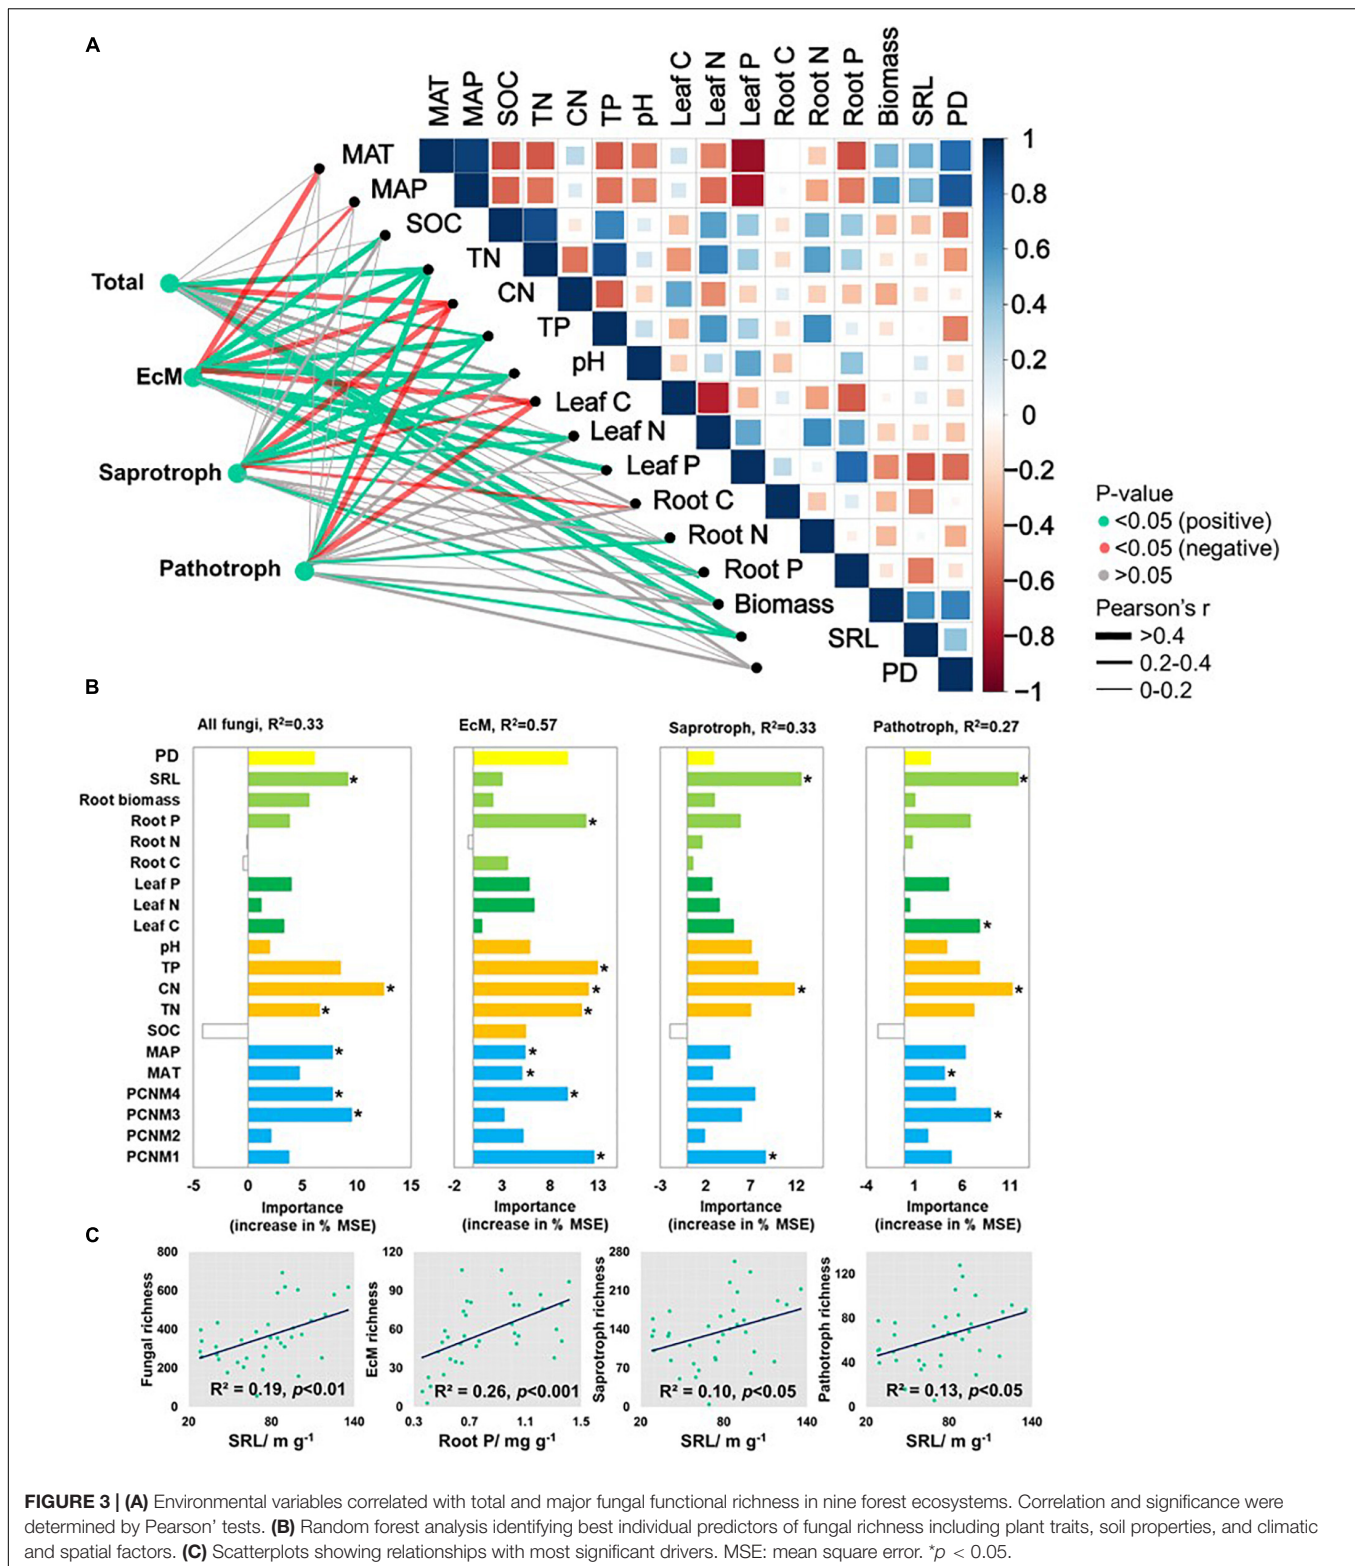 A
MAT
MAP
SOC
TN
CN
TP
pH
Leaf C
Leaf N
Leaf P
Root C
Root N
Root P
Biomass
SRL
PD
MAT
MAP
SOC
TN
CN
TP
pH
Leaf C
Leaf N
Leaf P
Root C
Root N
Root P
Biomass
SRL
PD
Total
EcM
Saprotroph
Pathotroph
1
0.8
0.6
0.4
0.2
0
−0.2
−0.4
−0.6
−0.8
−1
P-value
<0.05 (positive)
<0.05 (negative)
>0.05
Pearson's r
>0.4
0.2-0.4
0-0.2
B
All fungi, R²=0.33
EcM, R²=0.57
Saprotroph, R²=0.33
Pathotroph, R²=0.27
PD
SRL * * *
Root biomass
Root P *
Root N
Root C
Leaf P
Leaf N
Leaf C *
pH
TP *
CN * * * *
TN * *
SOC
MAP * *
MAT * *
PCNM4 * *
PCNM3 * *
PCNM2
PCNM1 * *
-5 0 5 10 15
-2 3 8 13
-3 2 7 12
-4 1 6 11
Importance
(increase in % MSE)
Importance
(increase in % MSE)
Importance
(increase in % MSE)
Importance
(increase in % MSE)
C
Fungal richness
800
600
400
200
0
R² = 0.19, p<0.01
20 80 140
SRL/ m g⁻¹
EcM richness
120
90
60
30
0
R² = 0.26, p<0.001
0.3 0.7 1.1 1.5
Root P/ mg g⁻¹
Saprotroph richness
280
210
140
70
0
R² = 0.10, p<0.05
20 80 140
SRL/ m g⁻¹
Pathotroph richness
120
80
40
0
R² = 0.13, p<0.05
20 80 140
SRL/ m g⁻¹
FIGURE 3 | (A) Environmental variables correlated with total and major fungal functional richness in nine forest ecosystems. Correlation and significance were
determined by Pearson' tests. (B) Random forest analysis identifying best individual predictors of fungal richness including plant traits, soil properties, and climatic
and spatial factors. (C) Scatterplots showing relationships with most significant drivers. MSE: mean square error. *p < 0.05.